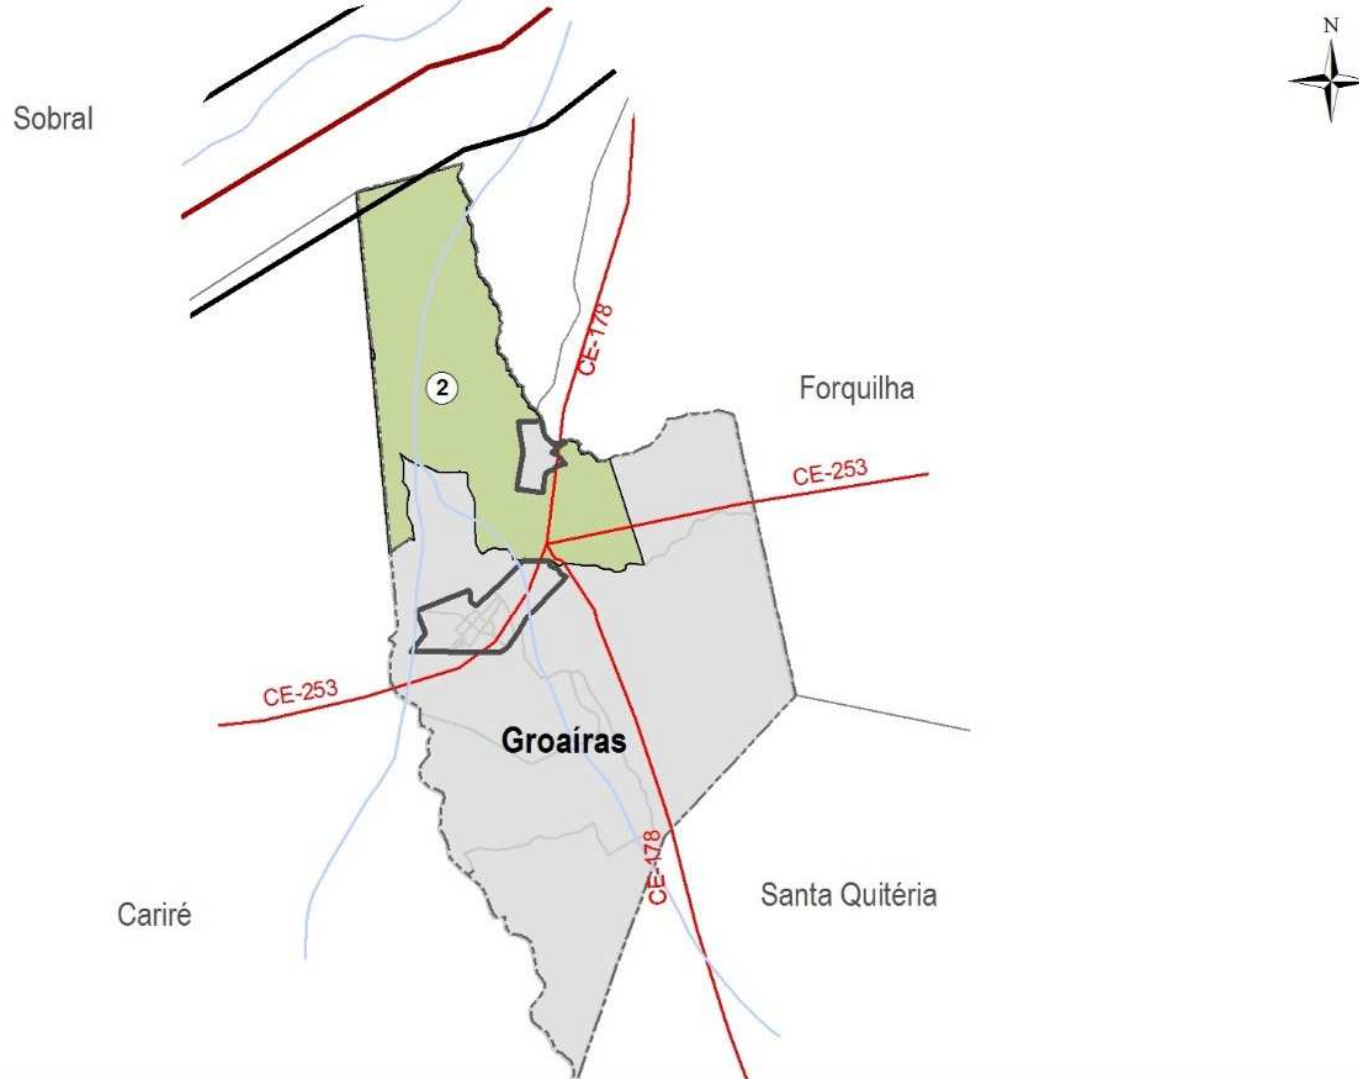 N
Sobral
CE-178
2
Forquilha
CE-253
CE-253
Groaíras
CE-178
Santa Quitéria
Cariré